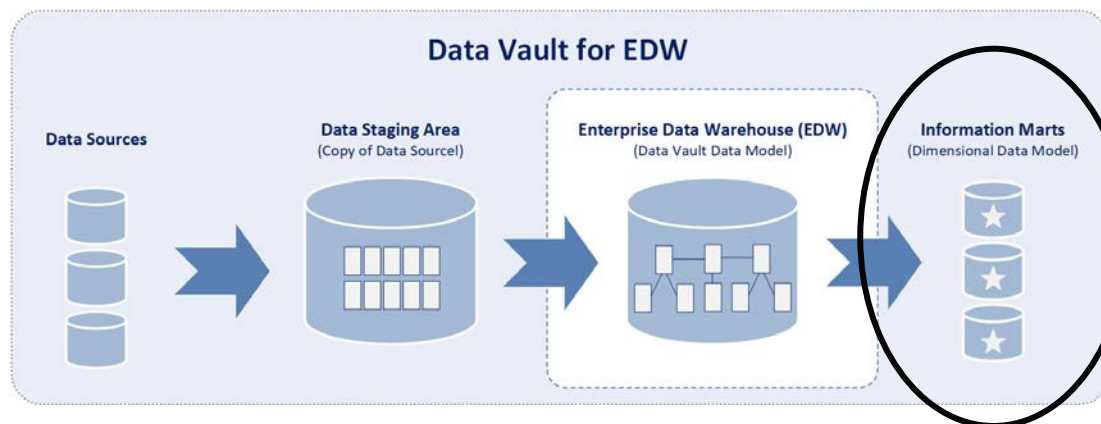 Data Vault for EDW
Data Sources
Data Staging Area
(Copy of Data Sourcel)
Enterprise Data Warehouse (EDW)
(Data Vault Data Model)
Information Marts
(Dimensional Data Model)